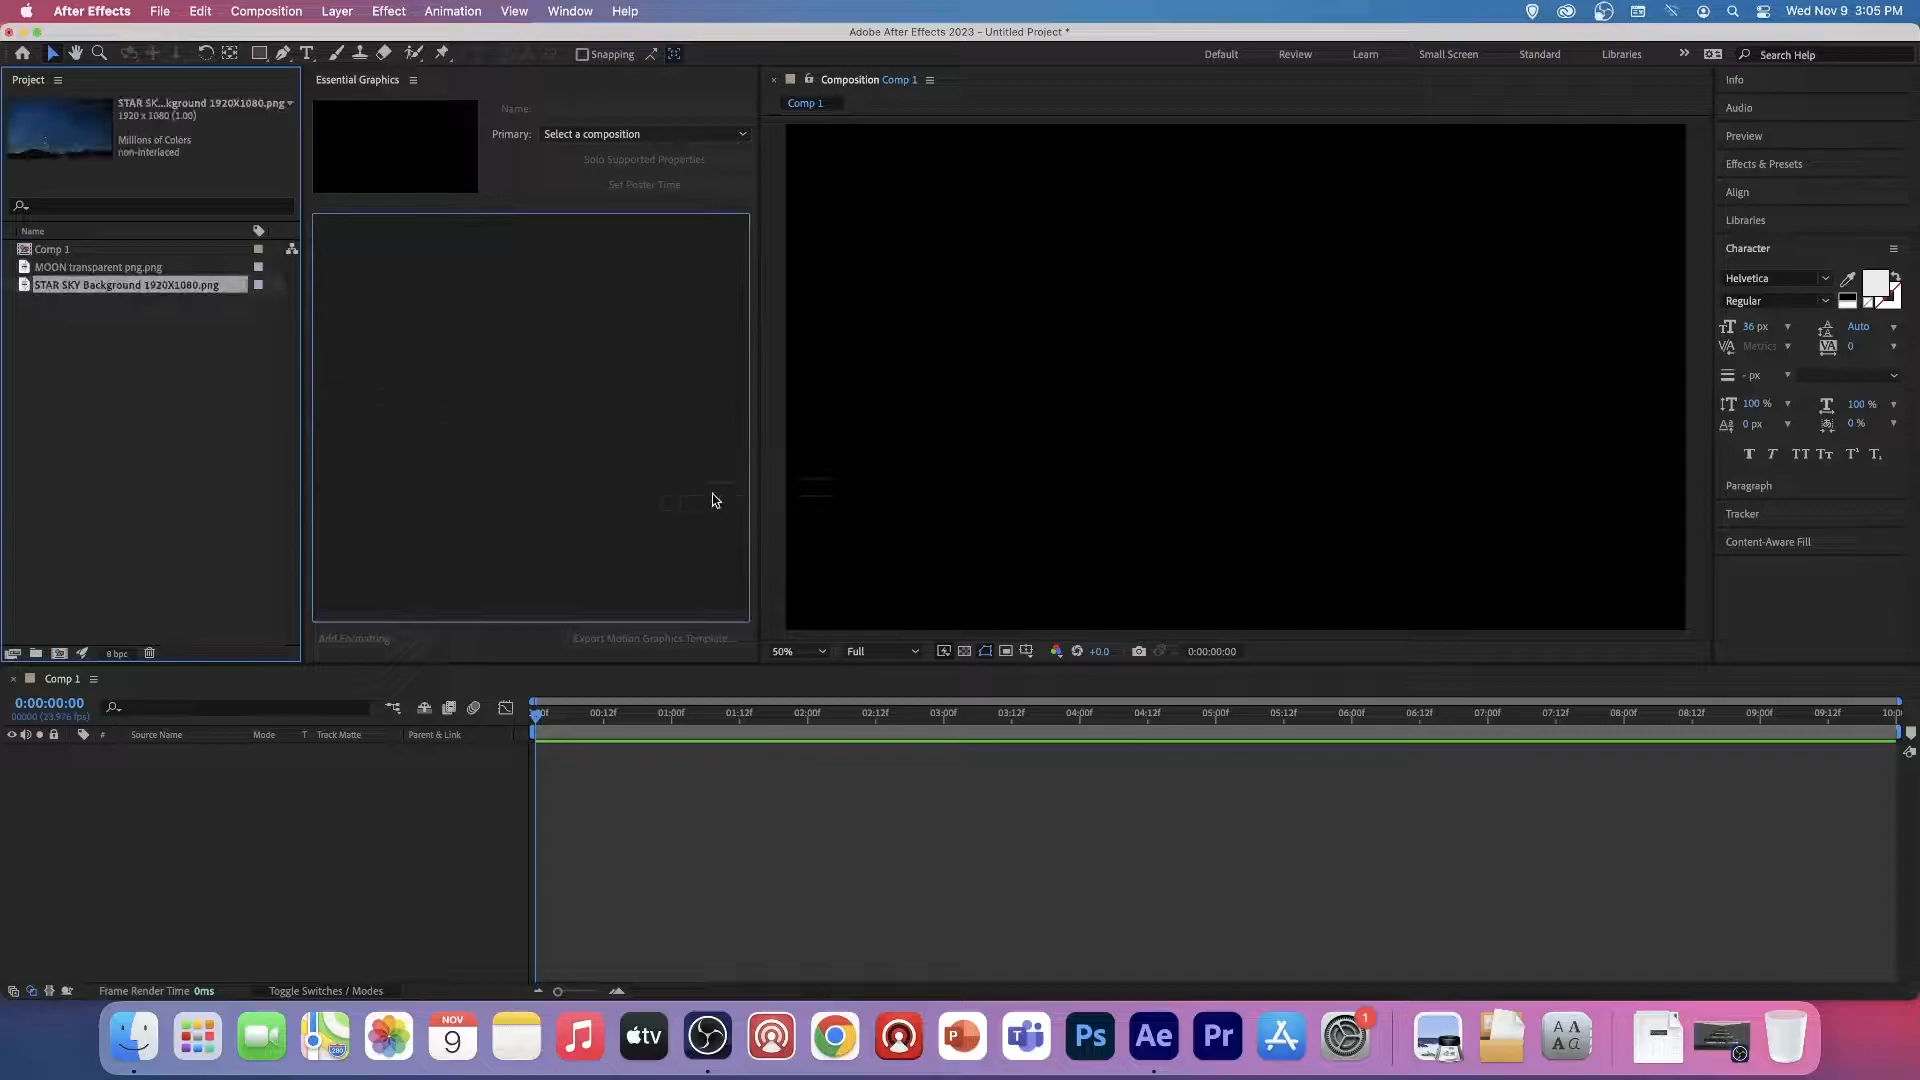 After Effects File Edit Composition Layer Effect Animation View Window Help
Wed Nov 9 3:05 PM
Adobe After Effects 2023 - Untitled Project *
Snapping
Default Review Learn Small Screen Standard Libraries
Search Help
Project
STAR SK...kground 1920X1080.png
1920 x 1080 (1.00)
Millions of Colors
non-interlaced
Name
Comp 1
MOON transparent png.png
STAR SKY Background 1920X1080.png
8 bpc
Essential Graphics
Name:
Primary: Select a composition
Solo Supported Properties
Set Poster Time
Add Formatting
Export Motion Graphics Template...
Composition Comp 1
Comp 1
50% Full +0.0 0:00:00:00
Info
Audio
Preview
Effects & Presets
Align
Libraries
Character
Helvetica
Regular
36 px Auto
Metrics 0
- px
100 % 100 %
0 px 0 %
Paragraph
Tracker
Content-Aware Fill
Comp 1
0:00:00:00
00000 (23.976 fps)
# Source Name Mode T Track Matte Parent & Link
00:12f 01:00f 01:12f 02:00f 02:12f 03:00f 03:12f 04:00f 04:12f 05:00f 05:12f 06:00f 06:12f 07:00f 07:12f 08:00f 08:12f 09:00f 09:12f
Frame Render Time 0ms
Toggle Switches / Modes
NOV
9
280
tv
P
T
Ps
Ae
Pr
1
A A
A a